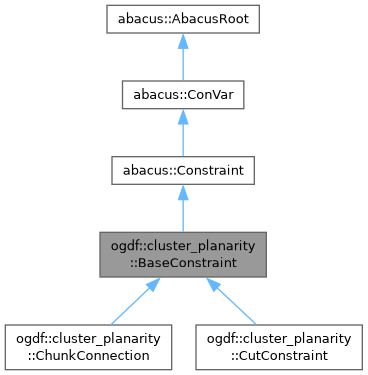 abacus::AbacusRoot
abacus::ConVar
abacus::Constraint
ogdf::cluster_planarity
::BaseConstraint
ogdf::cluster_planarity
::ChunkConnection
ogdf::cluster_planarity
::CutConstraint